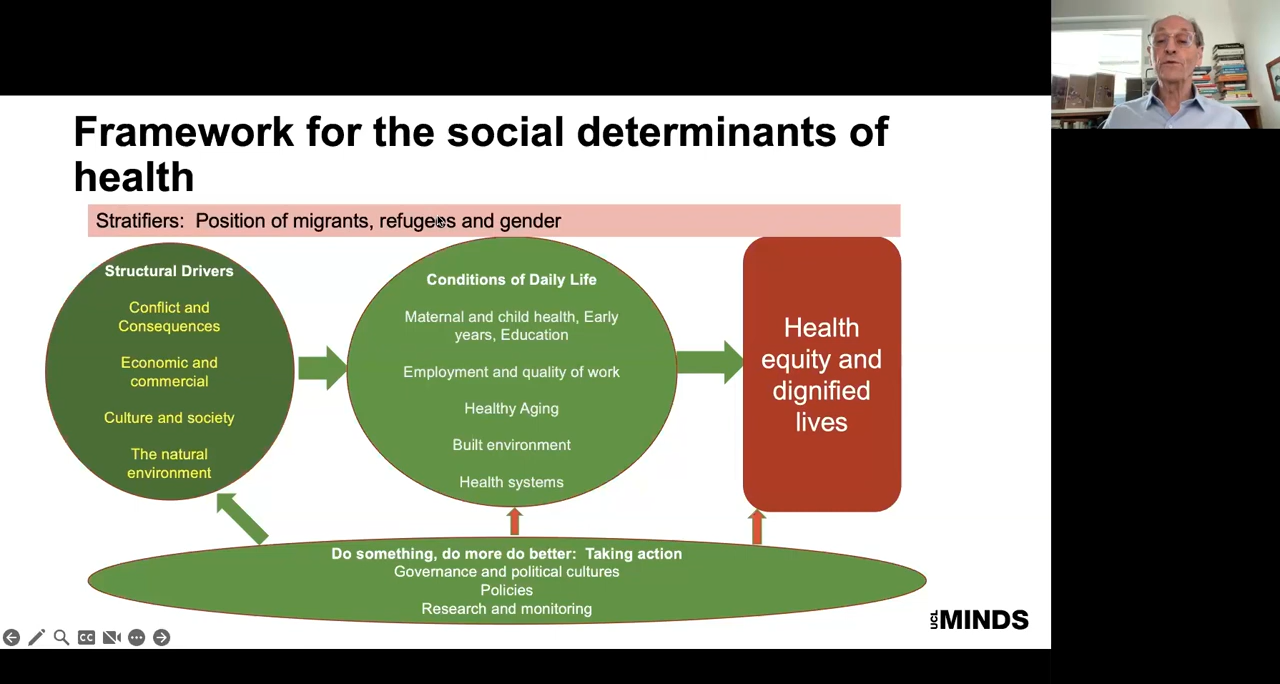 Framework for the social determinants of
health
Stratifiers: Position of migrants, refugees and gender
Structural Drivers
Conflict and
Consequences
Economic and
commercial
Culture and society
The natural
environment
Conditions of Daily Life
Maternal and child health, Early
years, Education
Employment and quality of work
Healthy Aging
Built environment
Health systems
Health
equity and
dignified
lives
Do something, do more do better: Taking action
Governance and political cultures
Policies
Research and monitoring
UCL MINDS
CC